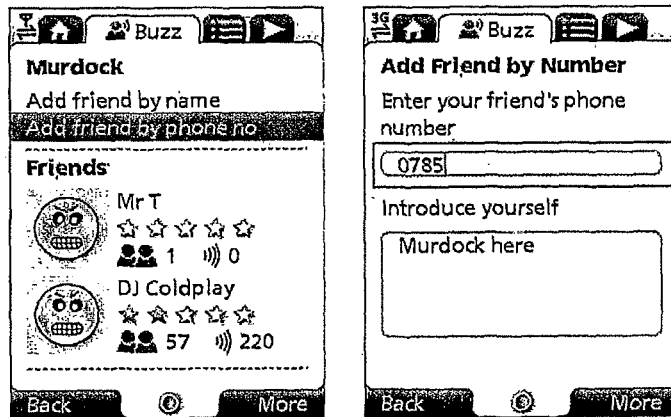 Buzz
Murdock
Add friend by name
Add friend by phone no
Friends
Mr T
1 0
DJ Coldplay
57 220
Back More
3G
Buzz
Add Friend by Number
Enter your friend's phone
number
0785
Introduce yourself
Murdock here
Back More